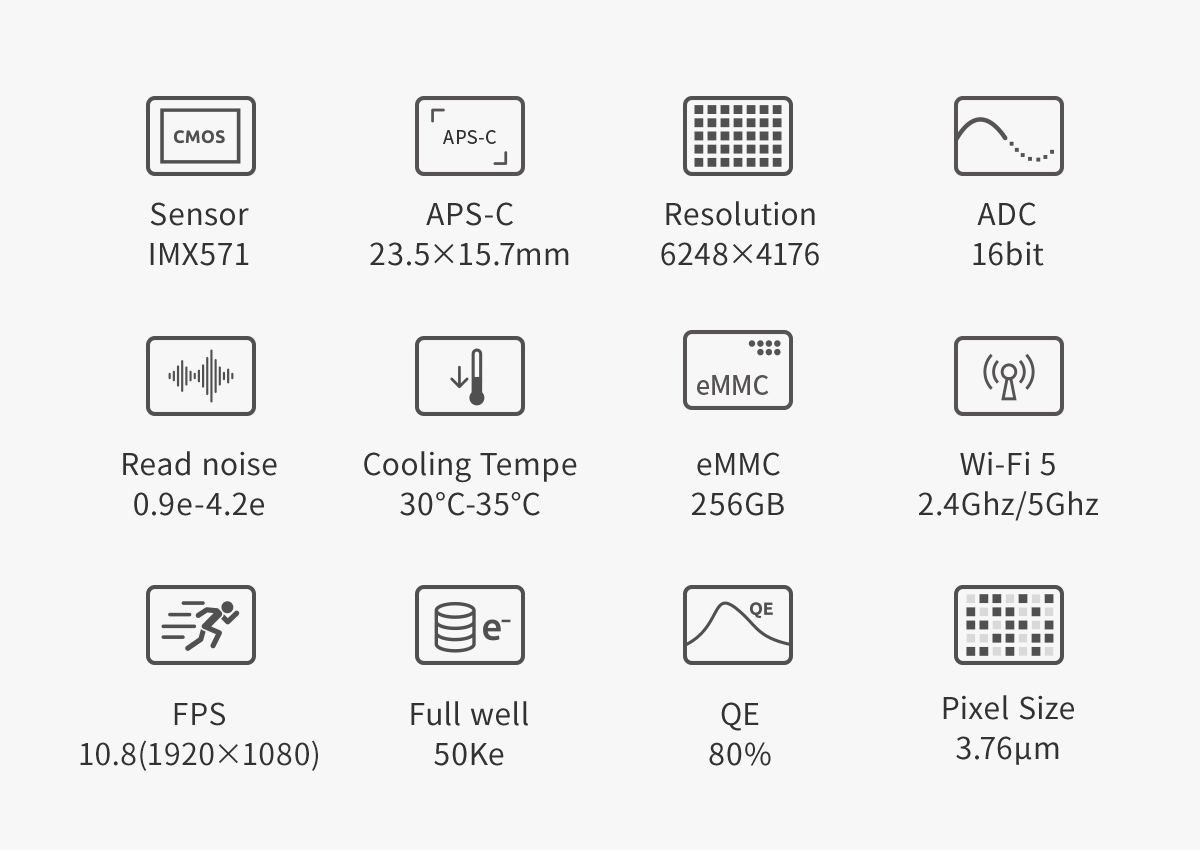 CMOS
Sensor
IMX571
APS-C
APS-C
23.5×15.7mm
Resolution
6248×4176
ADC
16bit
Read noise
0.9e-4.2e
Cooling Tempe
30°C-35°C
eMMC
eMMC
256GB
Wi-Fi 5
2.4Ghz/5Ghz
FPS
10.8(1920×1080)
e-
Full well
50Ke
QE
QE
80%
Pixel Size
3.76μm